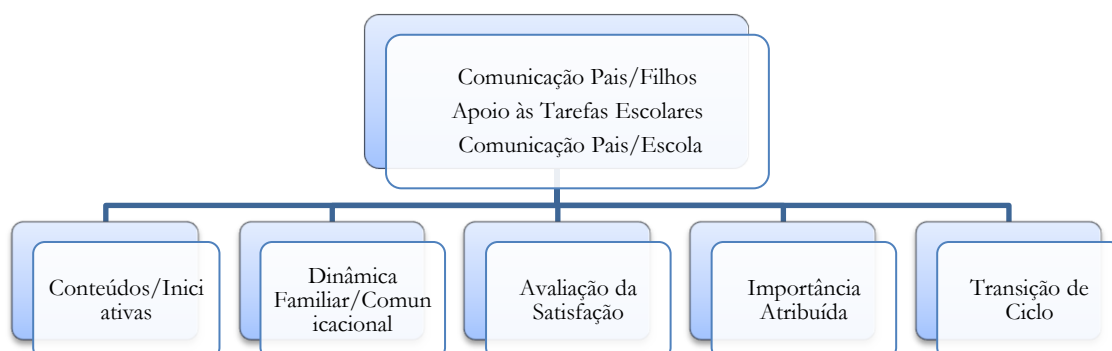 Comunicação Pais/Filhos
Apoio às Tarefas Escolares
Comunicação Pais/Escola
Conteúdos/Inici
ativas
Dinâmica
Familiar/Comun
icacional
Avaliação da
Satisfação
Importância
Atribuída
Transição de
Ciclo